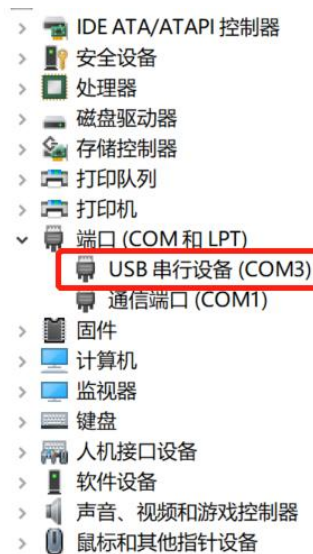 IDE ATA/ATAPI 控制器
安全设备
处理器
磁盘驱动器
存储控制器
打印队列
打印机
端口 (COM 和 LPT)
USB 串行设备 (COM3)
通信端口 (COM1)
固件
计算机
监视器
键盘
人机接口设备
软件设备
声音、视频和游戏控制器
鼠标和其他指针设备